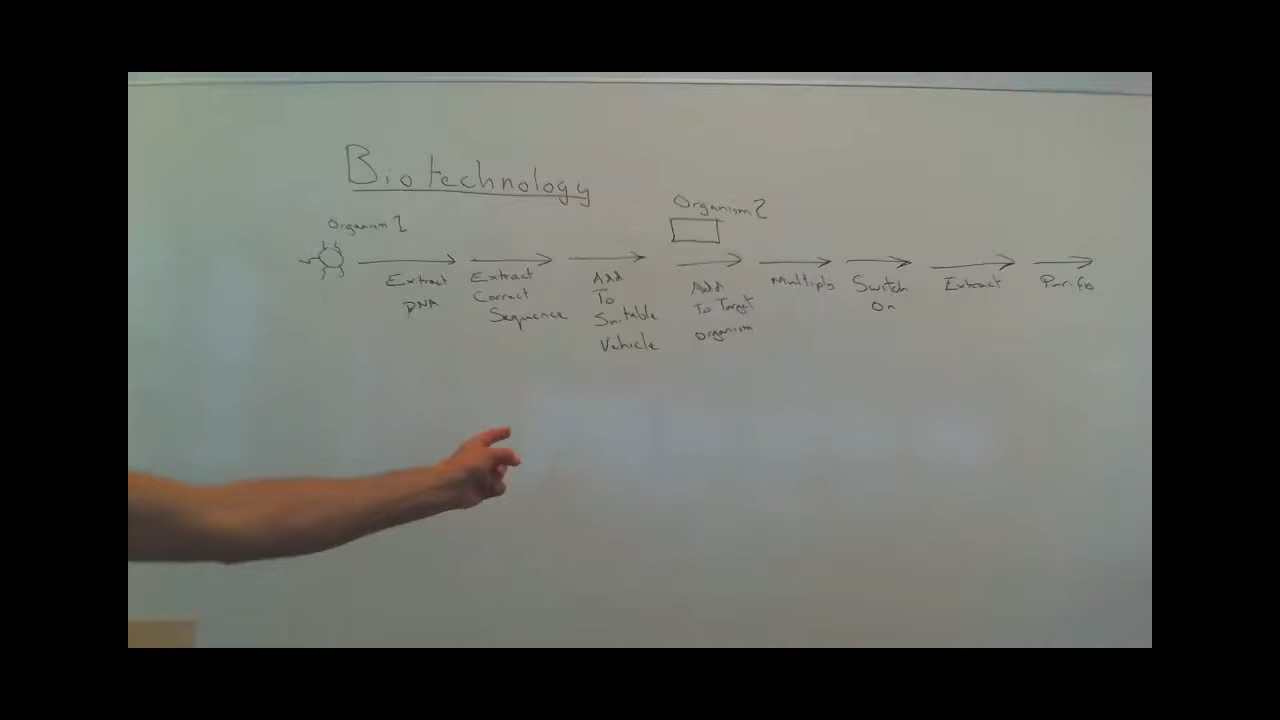 Biotechnology
Organism 1
Organism 2
Extract
DNA
Extract
Correct
Sequence
Add
To
Suitable
Vehicle
Add
To Target
Organism
Multiply
Switch
On
Extract
Purify